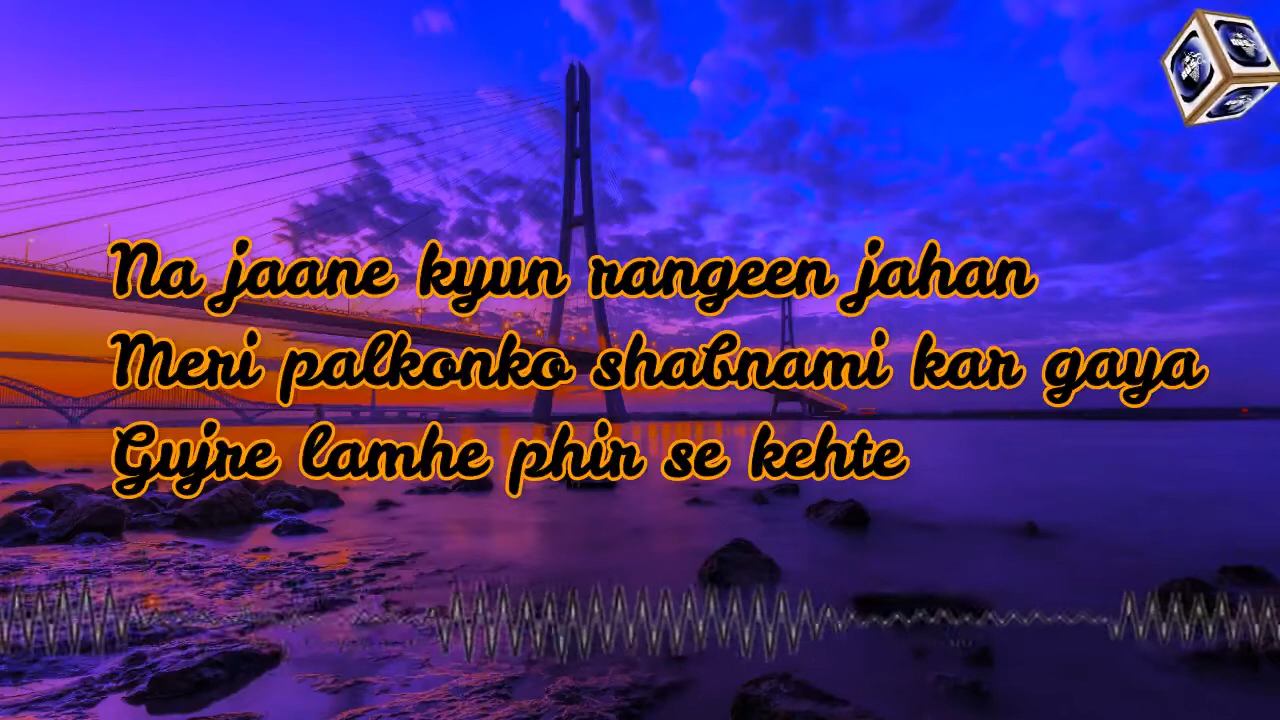 Na jaane kyun rangeen jahan
Meri palkonko shabnami kar gaya
Gujre lamhe phir se kehte